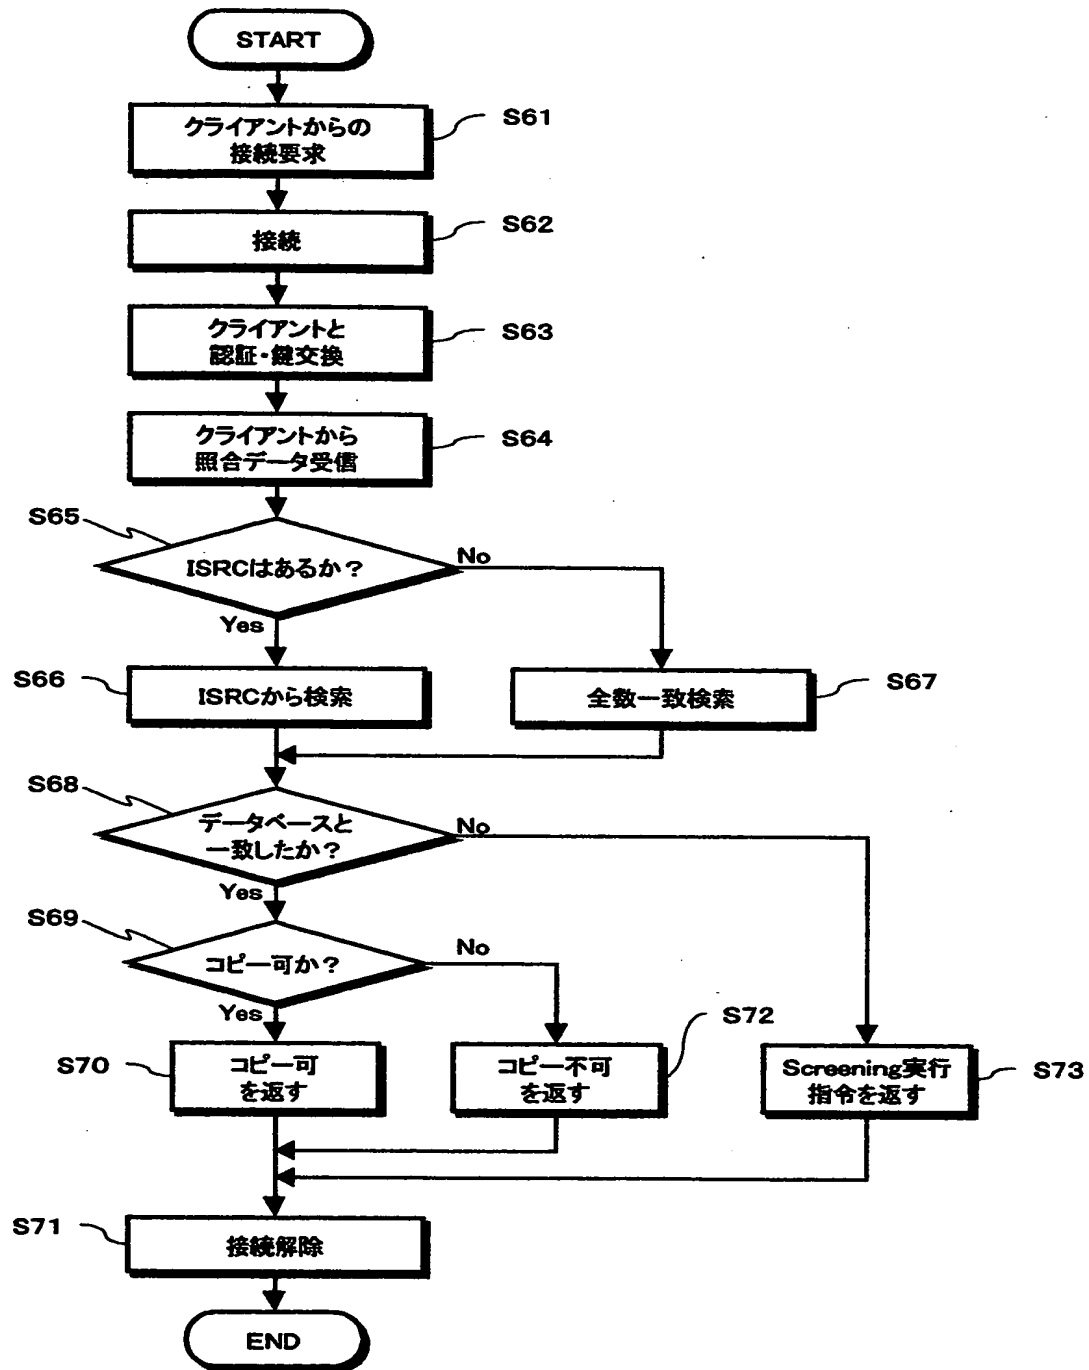 START
クライアントからの
接続要求
S61
接続
S62
クライアントと
認証・鍵交換
S63
クライアントから
照合データ受信
S64
S65
ISRCはあるか?
No
Yes
S66
ISRCから検索
全数一致検索
S67
S68
データベースと
一致したか?
No
Yes
S69
コピー可か?
No
Yes
S70
コピー可
を返す
コピー不可
を返す
S72
Screening実行
指令を返す
S73
S71
接続解除
END